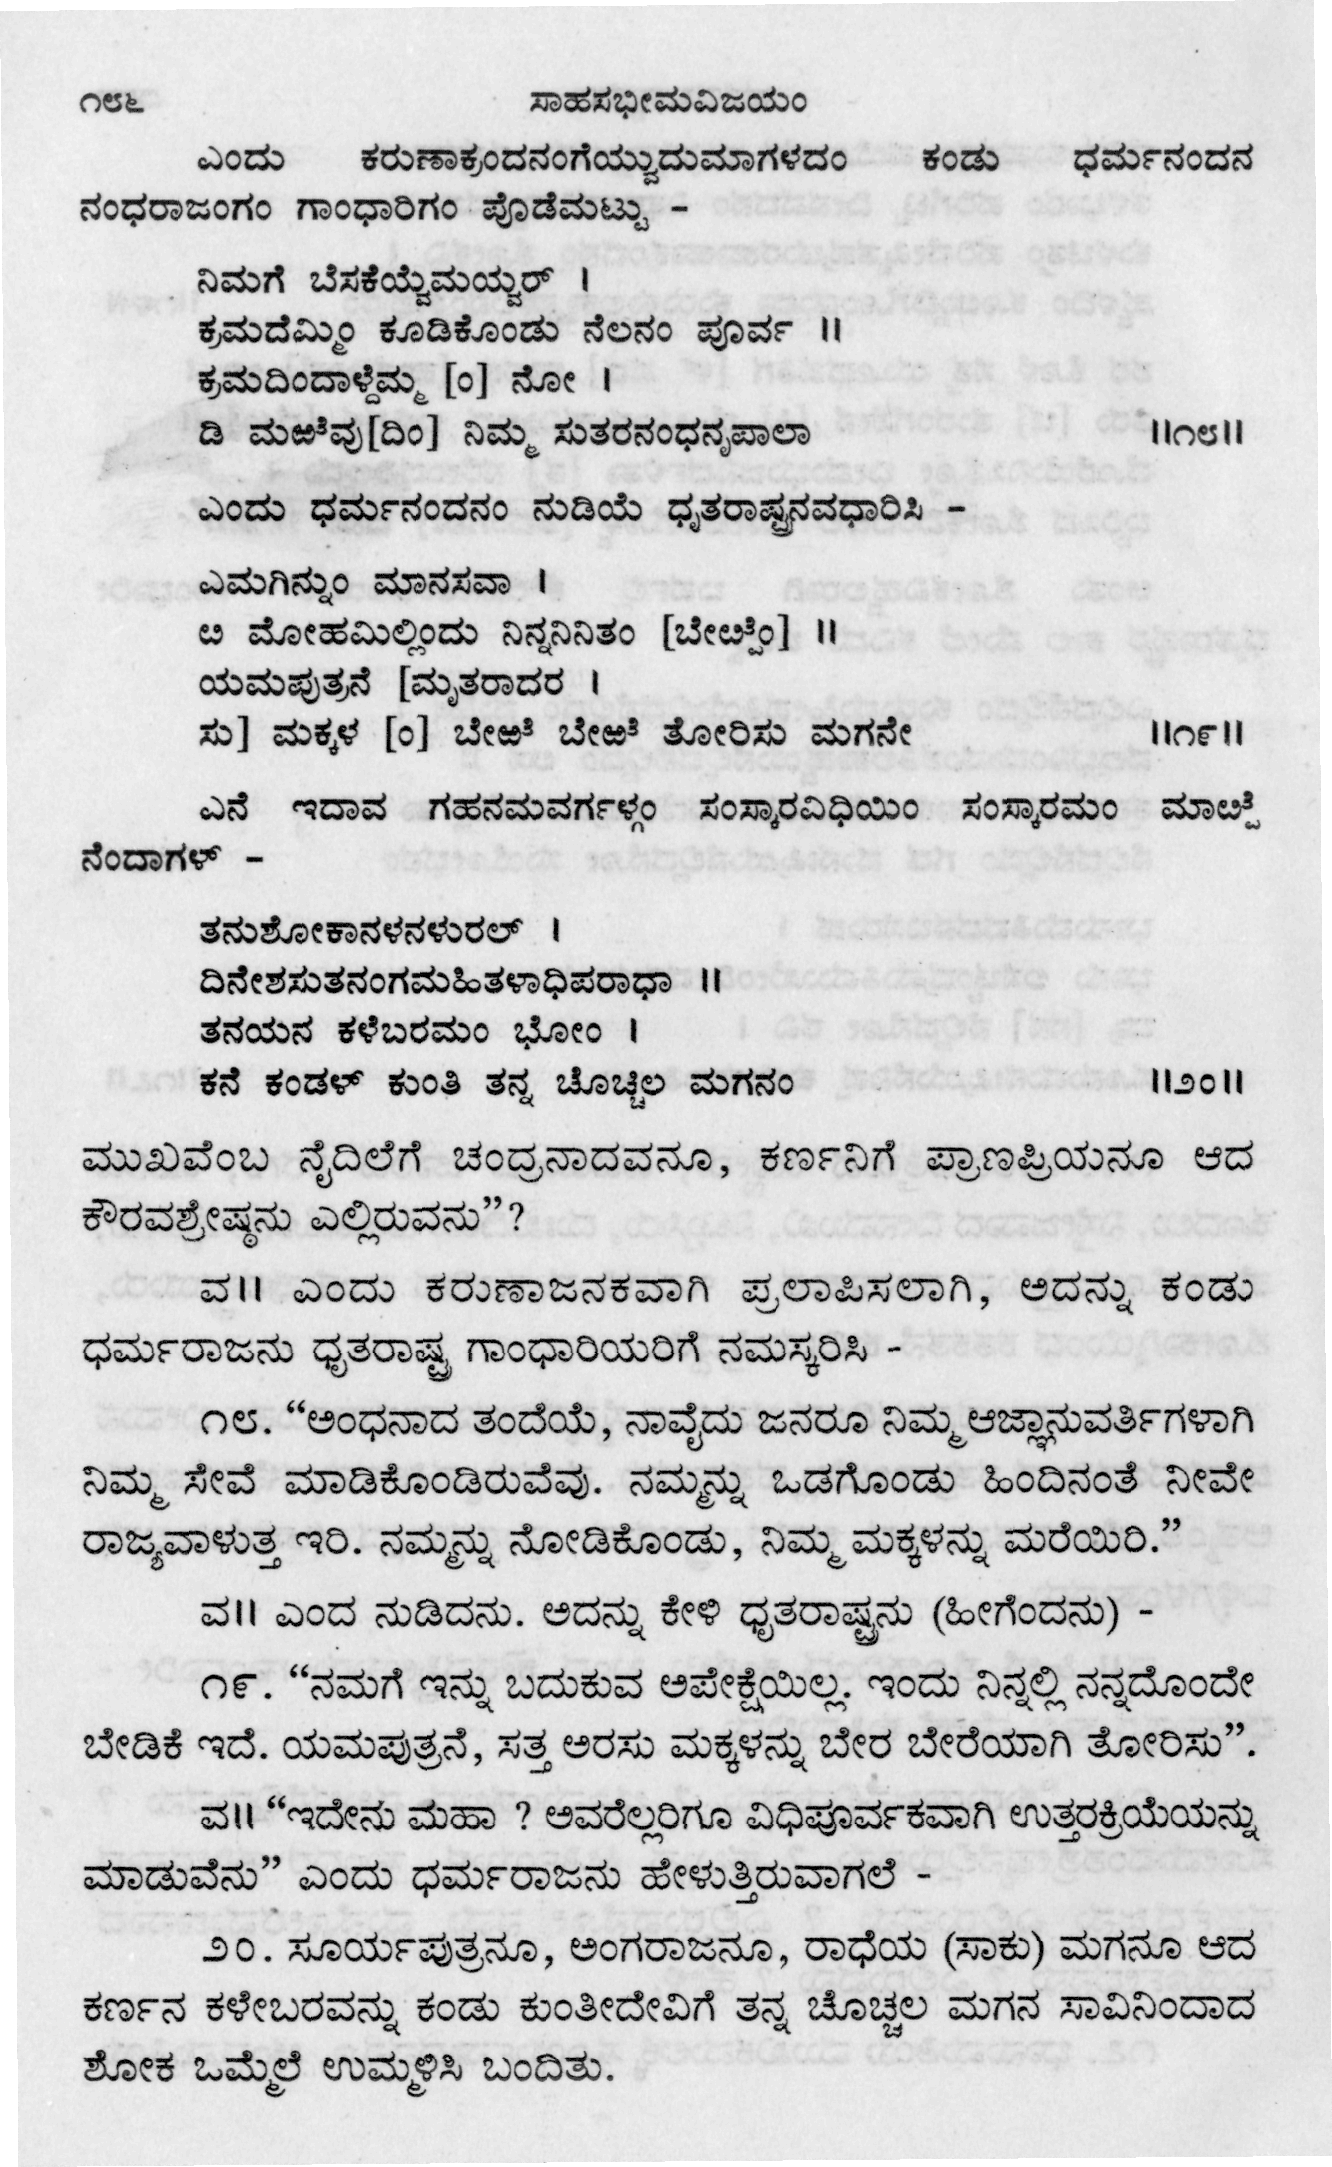 ೧೮೬ ಸಾಹಸಭೀಮವಿಜಯಂ
ಎಂದು ಕರುಣಾಕ್ರಂದನಂಗೆಯ್ವುದುಮಾಗಳದಂ ಕಂಡು ಧರ್ಮನಂದನ
ನಂಧರಾಜಂಗಂ ಗಾಂಧಾರಿಗಂ ಪೊಡೆಮಟ್ಟು –
ನಿಮಗೆ ಬೆಸಕೆಯ್ವೆಮಯ್ವರ್ ।
ಕ್ರಮದೆಮ್ಮಿಂ ಕೂಡಿಕೊಂಡು ನೆಲನಂ ಪೂರ್ವ ॥
ಕ್ರಮದಿಂದಾಳ್ದೆಮ್ಮ [ಂ] ನೋ ।
ಡಿ ಮಱೆವು[ದಿಂ] ನಿಮ್ಮ ಸುತರನಂಧನೃಪಾಲಾ ॥೧೮॥
ಎಂದು ಧರ್ಮನಂದನಂ ನುಡಿಯೆ ಧೃತರಾಷ್ಟ್ರನವಧಾರಿಸಿ –
ಎಮಗಿನ್ನುಂ ಮಾನಸವಾ ।
ೞ ಮೋಹಮಿಲ್ಲಿಂದು ನಿನ್ನನಿನಿತಂ [ಬೇೞ್ಪೆಂ] ॥
ಯಮಪುತ್ರನೆ [ಮೃತರಾದರ ।
ಸು] ಮಕ್ಕಳ [ಂ] ಬೇಱೆ ಬೇಱೆ ತೋರಿಸು ಮಗನೇ ॥೧೯॥
ಎನೆ ಇದಾವ ಗಹನಮವರ್ಗಳ್ಗಂ ಸಂಸ್ಕಾರವಿಧಿಯಿಂ ಸಂಸ್ಕಾರಮಂ ಮಾೞ್ಪೆ
ನೆಂದಾಗಳ್ –
ತನುಶೋಕಾನಳನಳುರಲ್ ।
ದಿನೇಶಸುತನಂಗಮಹಿತಳಾಧಿಪರಾಧಾ ॥
ತನಯನ ಕಳೆಬರಮಂ ಭೋಂ ।
ಕನೆ ಕಂಡಳ್ ಕುಂತಿ ತನ್ನ ಚೊಚ್ಚಿಲ ಮಗನಂ ॥೨೦॥
ಮುಖವೆಂಬ ನೈದಿಲೆಗೆ ಚಂದ್ರನಾದವನೂ, ಕರ್ಣನಿಗೆ ಪ್ರಾಣಪ್ರಿಯನೂ ಆದ
ಕೌರವಶ್ರೇಷ್ಠನು ಎಲ್ಲಿರುವನು”?
ವ॥ ಎಂದು ಕರುಣಾಜನಕವಾಗಿ ಪ್ರಲಾಪಿಸಲಾಗಿ, ಅದನ್ನು ಕಂಡು
ಧರ್ಮರಾಜನು ಧೃತರಾಷ್ಟ್ರ ಗಾಂಧಾರಿಯರಿಗೆ ನಮಸ್ಕರಿಸಿ -
೧೮. “ಅಂಧನಾದ ತಂದೆಯೆ, ನಾವೈದು ಜನರೂ ನಿಮ್ಮ ಆಜ್ಞಾನುವರ್ತಿಗಳಾಗಿ
ನಿಮ್ಮ ಸೇವೆ ಮಾಡಿಕೊಂಡಿರುವೆವು. ನಮ್ಮನ್ನು ಒಡಗೊಂಡು ಹಿಂದಿನಂತೆ ನೀವೇ
ರಾಜ್ಯವಾಳುತ್ತ ಇರಿ. ನಮ್ಮನ್ನು ನೋಡಿಕೊಂಡು, ನಿಮ್ಮ ಮಕ್ಕಳನ್ನು ಮರೆಯಿರಿ.”
ವ॥ ಎಂದ ನುಡಿದನು. ಅದನ್ನು ಕೇಳಿ ಧೃತರಾಷ್ಟ್ರನು (ಹೀಗೆಂದನು) -
೧೯. “ನಮಗೆ ಇನ್ನು ಬದುಕುವ ಅಪೇಕ್ಷೆಯಿಲ್ಲ. ಇಂದು ನಿನ್ನಲ್ಲಿ ನನ್ನದೊಂದೇ
ಬೇಡಿಕೆ ಇದೆ. ಯಮಪುತ್ರನೆ, ಸತ್ತ ಅರಸು ಮಕ್ಕಳನ್ನು ಬೇರ ಬೇರೆಯಾಗಿ ತೋರಿಸು”.
ವ॥ “ಇದೇನು ಮಹಾ ? ಅವರೆಲ್ಲರಿಗೂ ವಿಧಿಪೂರ್ವಕವಾಗಿ ಉತ್ತರಕ್ರಿಯೆಯನ್ನು
ಮಾಡುವೆನು” ಎಂದು ಧರ್ಮರಾಜನು ಹೇಳುತ್ತಿರುವಾಗಲೆ -
೨೦. ಸೂರ್ಯಪುತ್ರನೂ, ಅಂಗರಾಜನೂ, ರಾಧೆಯ (ಸಾಕು) ಮಗನೂ ಆದ
ಕರ್ಣನ ಕಳೇಬರವನ್ನು ಕಂಡು ಕುಂತೀದೇವಿಗೆ ತನ್ನ ಚೊಚ್ಚಲ ಮಗನ ಸಾವಿನಿಂದಾದ
ಶೋಕ ಒಮ್ಮೆಲೆ ಉಮ್ಮಳಿಸಿ ಬಂದಿತು.